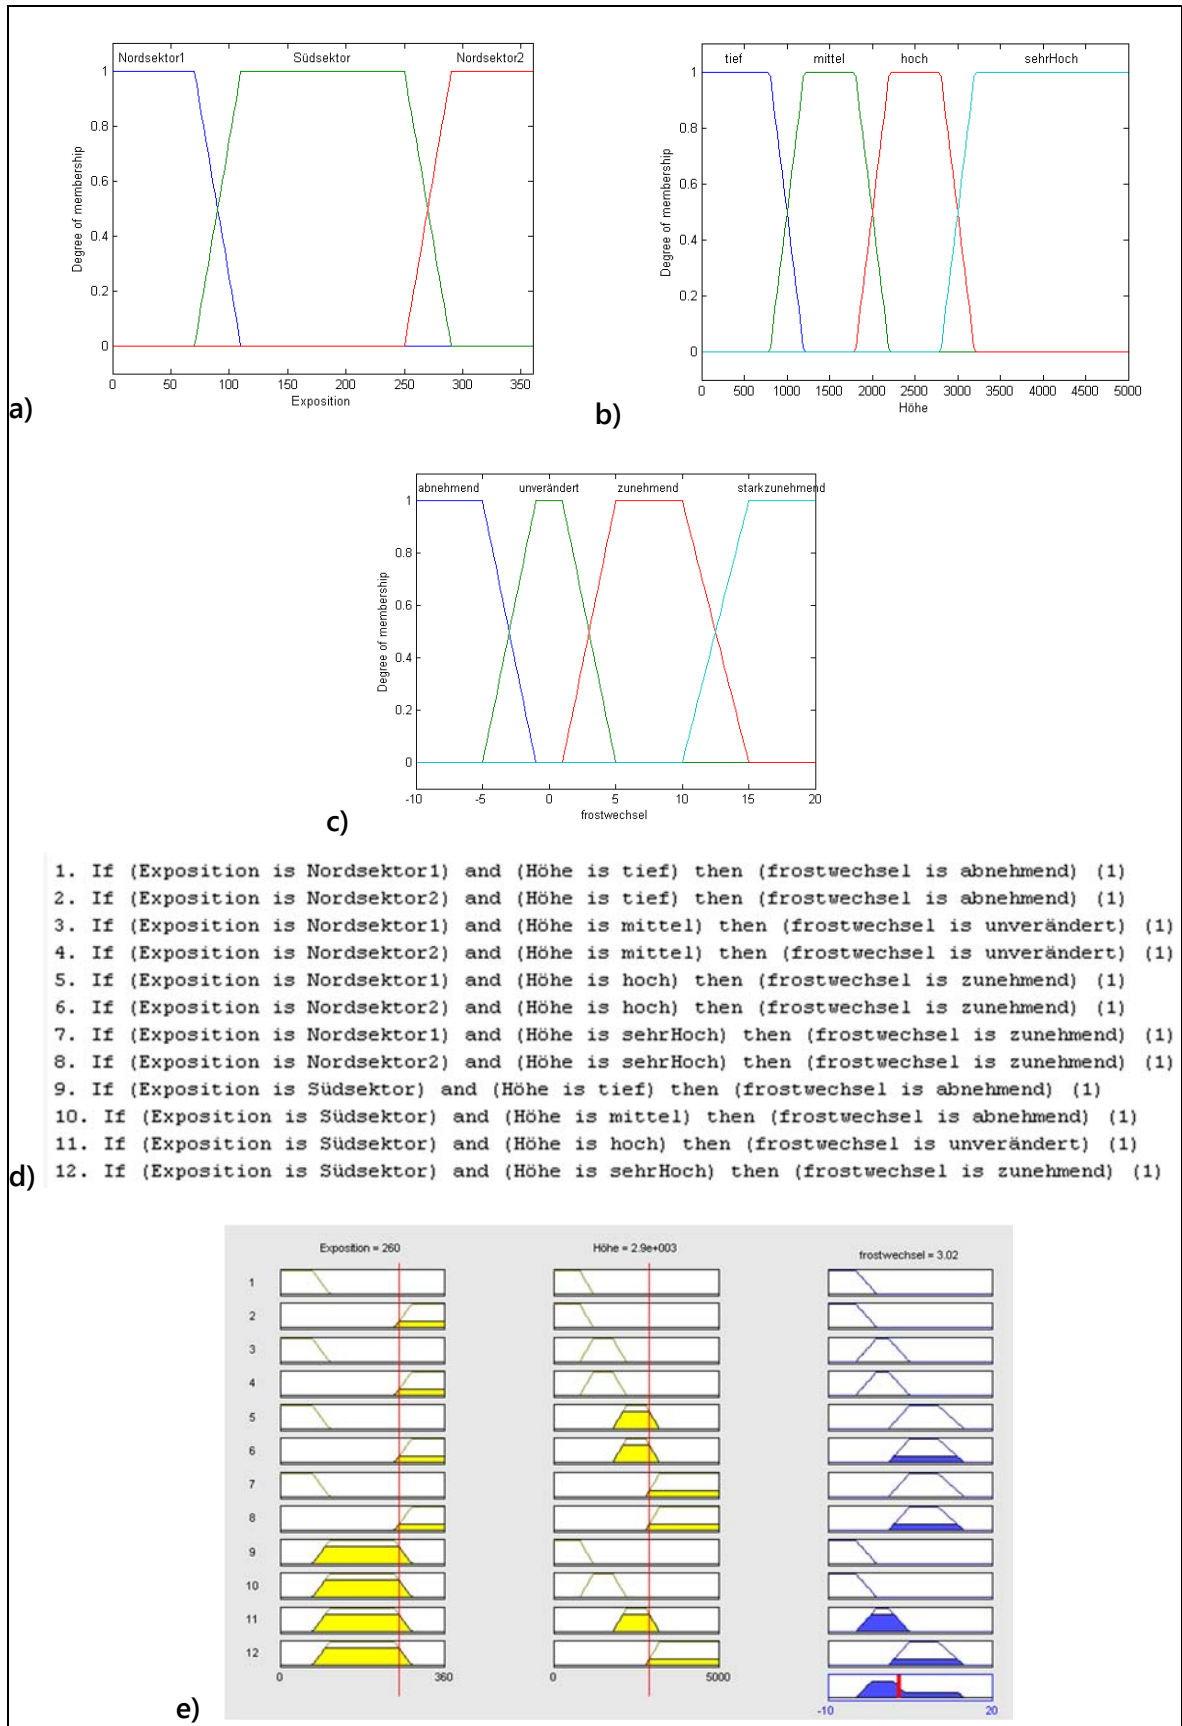 Nordsektor1 Südsektor Nordsektor2
1
0.8
0.6
0.4
0.2
0
Degree of membership
0 50 100 150 200 250 300 350
Exposition
a)
tief mittel hoch sehrHoch
1
0.8
0.6
0.4
0.2
0
Degree of membership
0 500 1000 1500 2000 2500 3000 3500 4000 4500 5000
Höhe
b)
abnehmend unverändert zunehmend starkzunehmend
1
0.8
0.6
0.4
0.2
0
Degree of membership
-10 -5 0 5 10 15 20
frostwechsel
c)
1. If (Exposition is Nordsektor1) and (Höhe is tief) then (frostwechsel is abnehmend) (1)
2. If (Exposition is Nordsektor2) and (Höhe is tief) then (frostwechsel is abnehmend) (1)
3. If (Exposition is Nordsektor1) and (Höhe is mittel) then (frostwechsel is unverändert) (1)
4. If (Exposition is Nordsektor2) and (Höhe is mittel) then (frostwechsel is unverändert) (1)
5. If (Exposition is Nordsektor1) and (Höhe is hoch) then (frostwechsel is zunehmend) (1)
6. If (Exposition is Nordsektor2) and (Höhe is hoch) then (frostwechsel is zunehmend) (1)
7. If (Exposition is Nordsektor1) and (Höhe is sehrHoch) then (frostwechsel is zunehmend) (1)
8. If (Exposition is Nordsektor2) and (Höhe is sehrHoch) then (frostwechsel is zunehmend) (1)
9. If (Exposition is Südsektor) and (Höhe is tief) then (frostwechsel is abnehmend) (1)
10. If (Exposition is Südsektor) and (Höhe is mittel) then (frostwechsel is abnehmend) (1)
11. If (Exposition is Südsektor) and (Höhe is hoch) then (frostwechsel is unverändert) (1)
12. If (Exposition is Südsektor) and (Höhe is sehrHoch) then (frostwechsel is zunehmend) (1)
d)
Exposition = 260 Höhe = 2.9e+003 frostwechsel = 3.02
1
2
3
4
5
6
7
8
9
10
11
12
0 360 0 5000
-10 20
e)